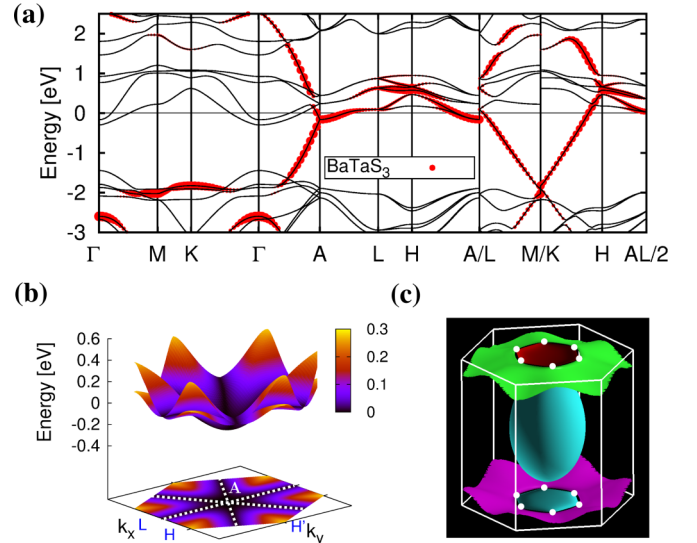 (a)
Energy [eV]
2
1
0
-1
-2
-3
BaTaS3
Γ M K Γ A L H A/L M/K H AL/2
(b)
(c)
Energy [eV]
0.6
0.4
0.2
0
-0.2
-0.4
0.3
0.2
0.1
0
A
kx L H H' ky